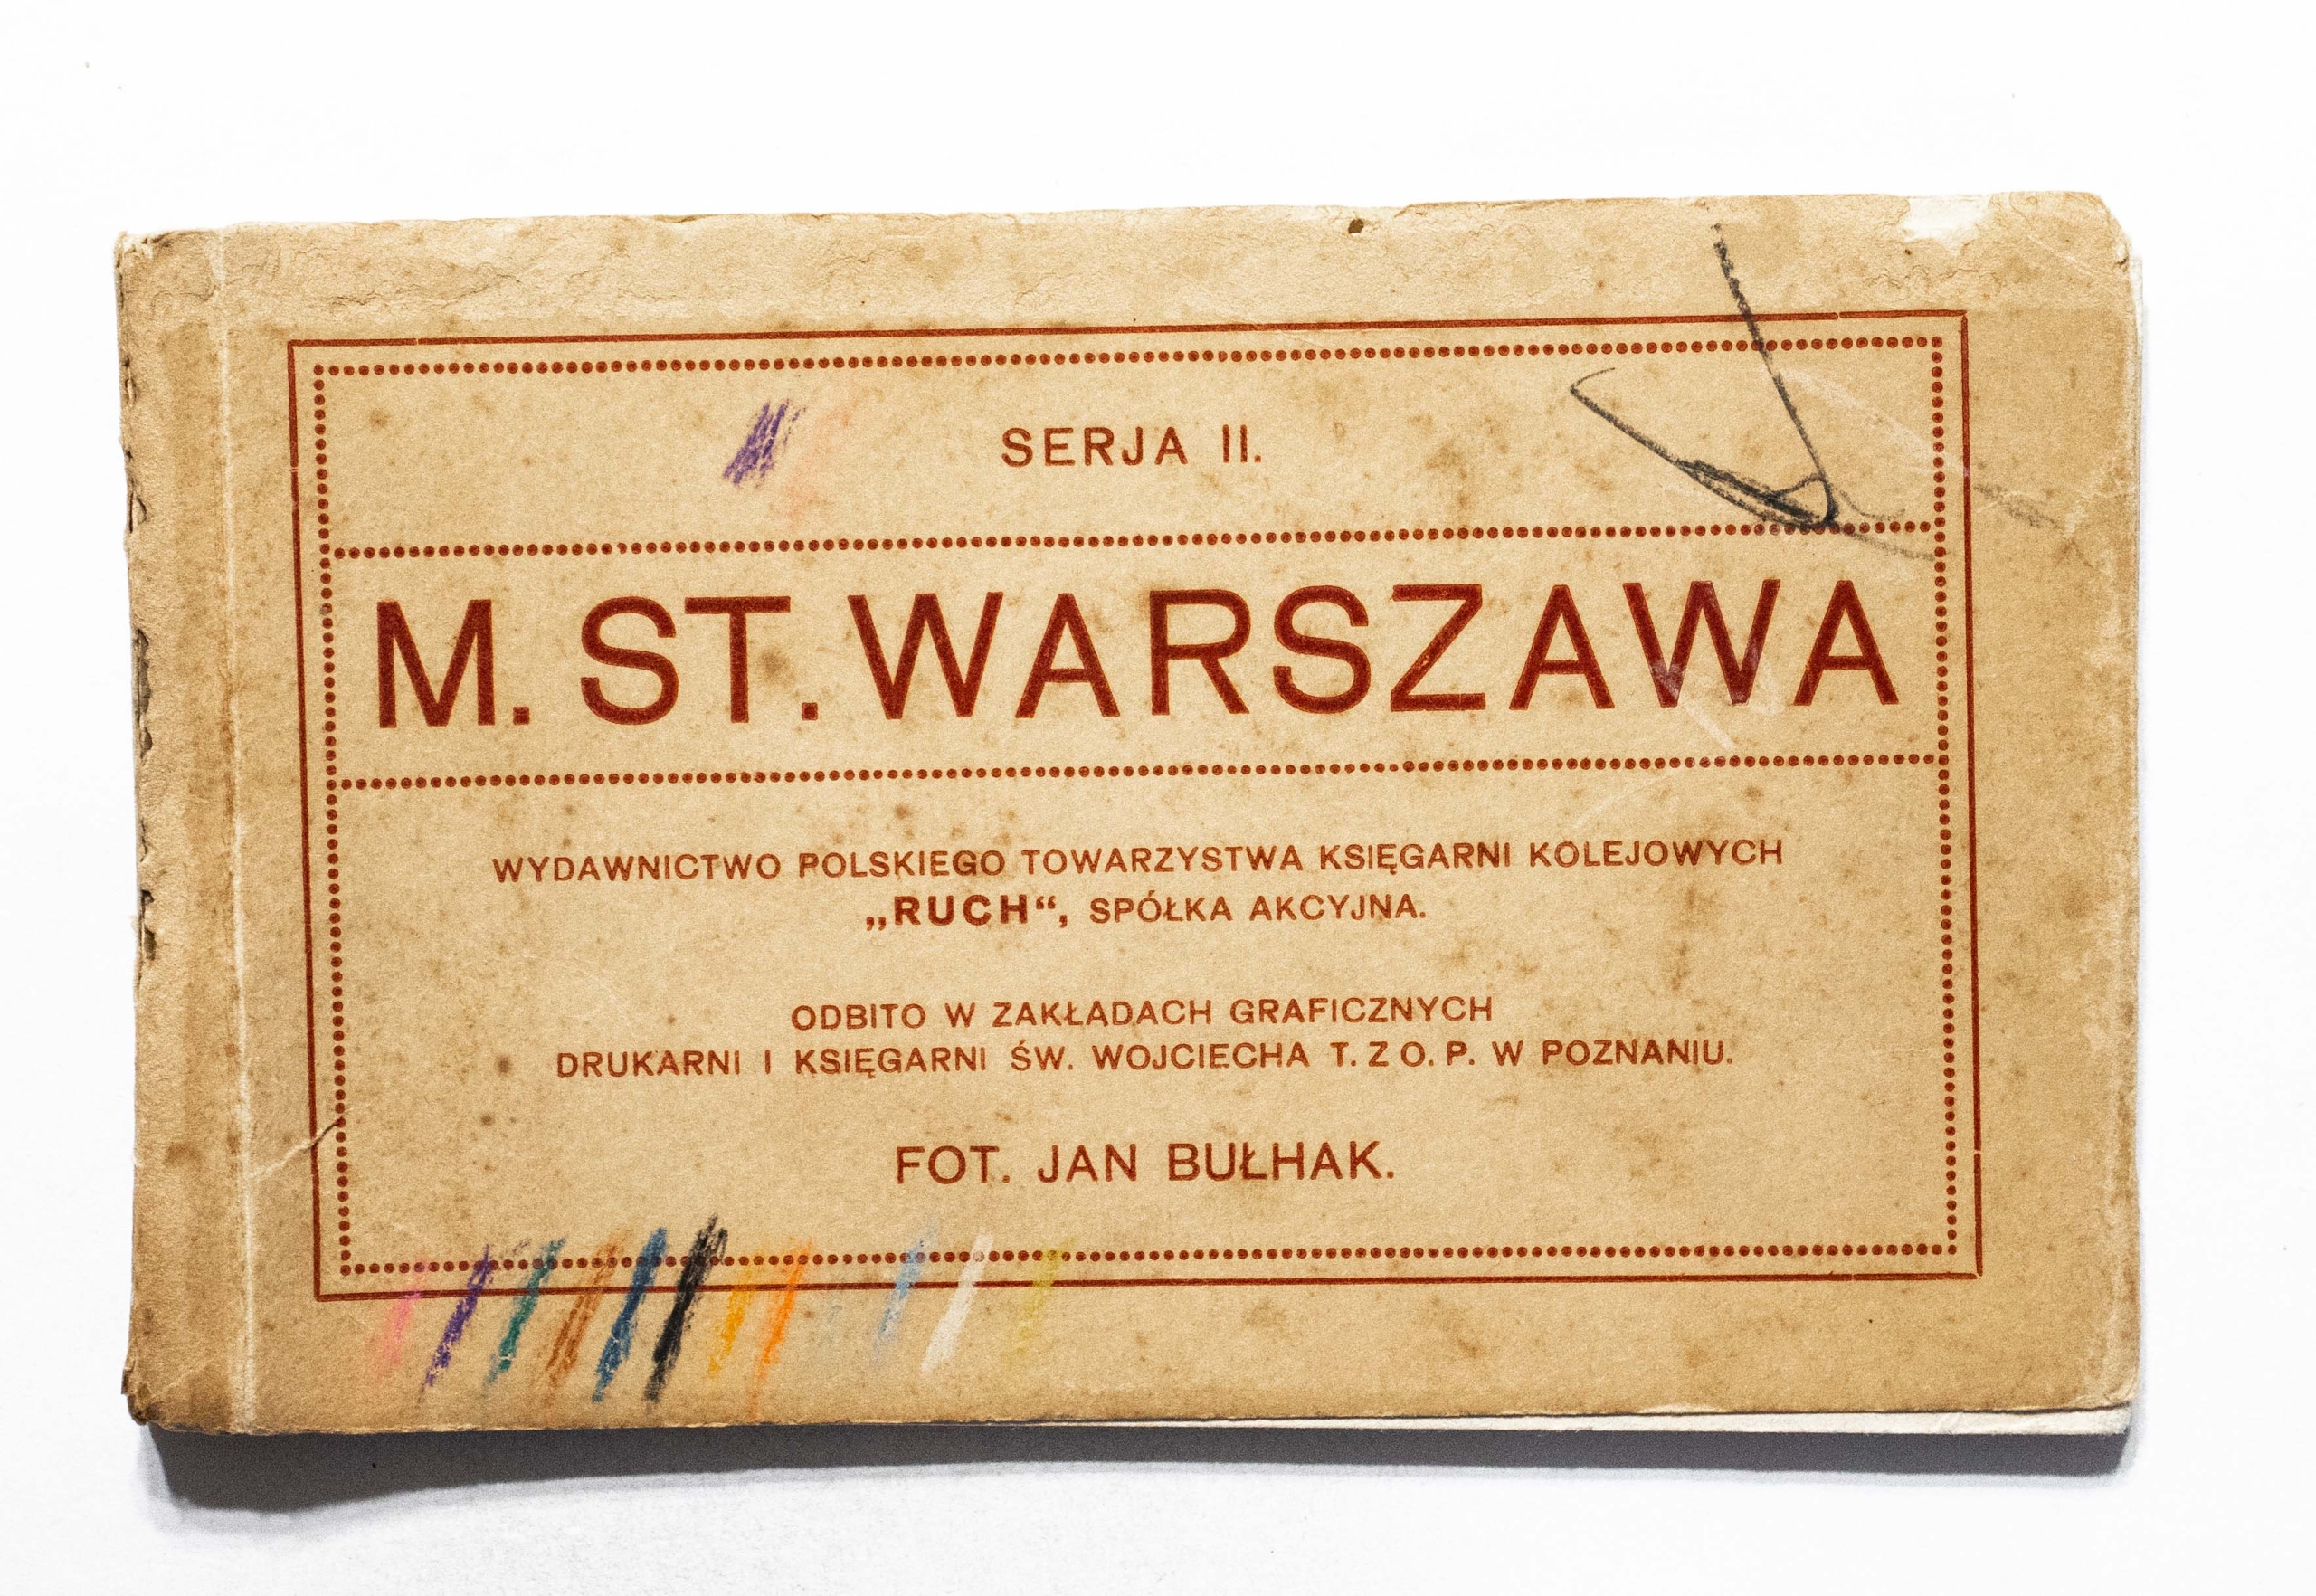 SERJA II.
M. ST. WARSZAWA
WYDAWNICTWO POLSKIEGO TOWARZYSTWA KSIĘGARNI KOLEJOWYCH
„RUCH“, SPÓŁKA AKCYJNA.
ODBITO W ZAKŁADACH GRAFICZNYCH
DRUKARNI I KSIĘGARNI ŚW. WOJCIECHA T. Z O. P. W POZNANIU.
FOT. JAN BUŁHAK.